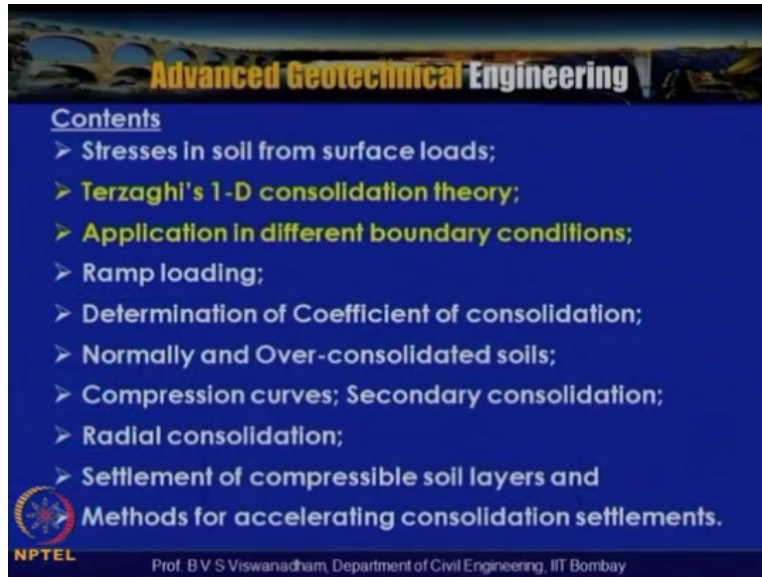 Advanced Geotechnical Engineering
Contents
➢ Stresses in soil from surface loads;
➢ Terzaghi's 1-D consolidation theory;
➢ Application in different boundary conditions;
➢ Ramp loading;
➢ Determination of Coefficient of consolidation;
➢ Normally and Over-consolidated soils;
➢ Compression curves; Secondary consolidation;
➢ Radial consolidation;
➢ Settlement of compressible soil layers and
➢ Methods for accelerating consolidation settlements.
NPTEL
Prof. B V S Viswanadham, Department of Civil Engineering, IIT Bombay